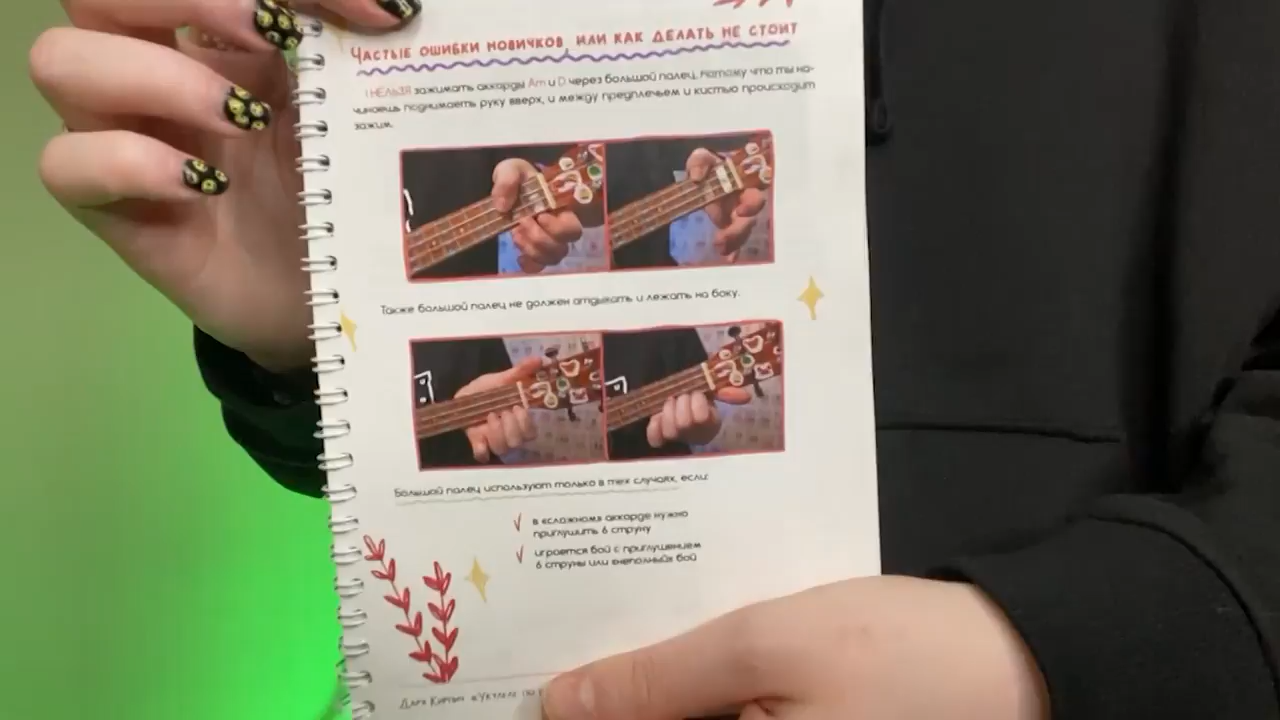 Частые ошибки новичков, или как делать не стоит
! НЕЛЬЗЯ зажимать аккорды Am и D через большой палец, потому что ты на-
чинаешь поднимать руку вверх, и между предплечьем и кистью происходит
зажим.
Также большой палец не должен отдыхать и лежать на боку.
Большой палец используют только в тех случаях, если:
в «сложном» аккорде нужно
приглушить 6 струну
играется бой с приглушением
6 струны или «неполный» бой